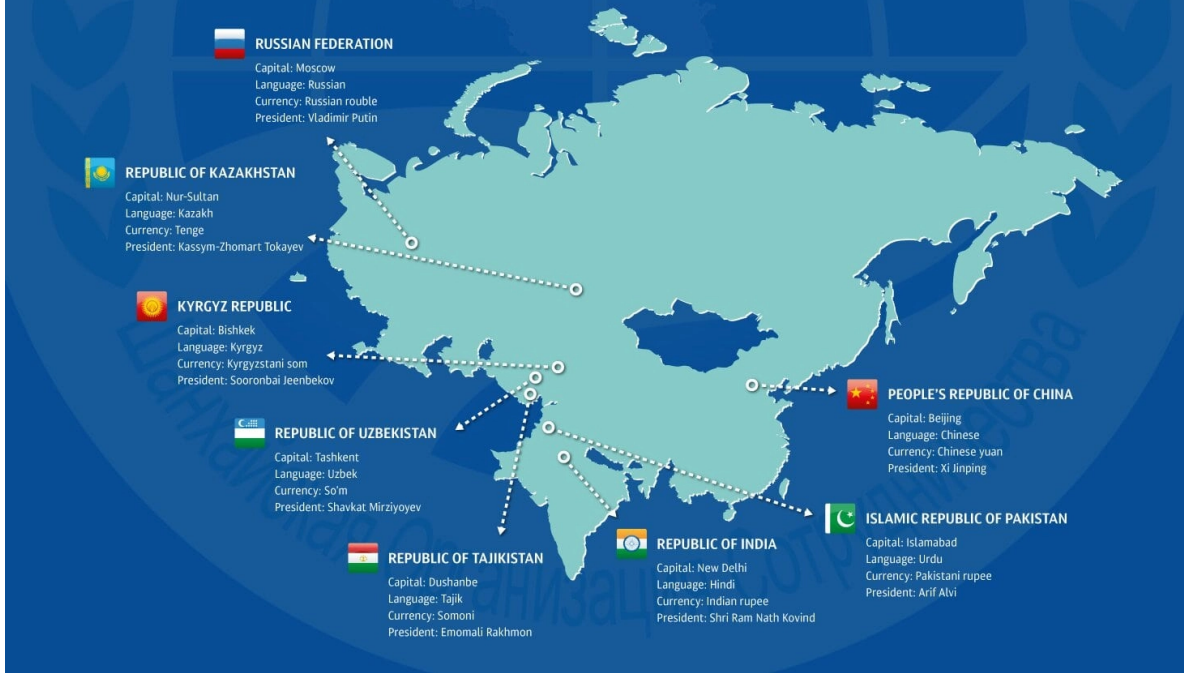 RUSSIAN FEDERATION
Capital: Moscow
Language: Russian
Currency: Russian rouble
President: Vladimir Putin
REPUBLIC OF KAZAKHSTAN
Capital: Nur-Sultan
Language: Kazakh
Currency: Tenge
President: Kassym-Zhomart Tokayev
KYRGYZ REPUBLIC
Capital: Bishkek
Language: Kyrgyz
Currency: Kyrgyzstani som
President: Sooronbai Jeenbekov
PEOPLE'S REPUBLIC OF CHINA
Capital: Beijing
Language: Chinese
Currency: Chinese yuan
President: Xi Jinping
REPUBLIC OF UZBEKISTAN
Capital: Tashkent
Language: Uzbek
Currency: So'm
President: Shavkat Mirziyoyev
ISLAMIC REPUBLIC OF PAKISTAN
Capital: Islamabad
Language: Urdu
Currency: Pakistani rupee
President: Arif Alvi
REPUBLIC OF INDIA
Capital: New Delhi
Language: Hindi
Currency: Indian rupee
President: Shri Ram Nath Kovind
REPUBLIC OF TAJIKISTAN
Capital: Dushanbe
Language: Tajik
Currency: Somoni
President: Emomali Rakhmon